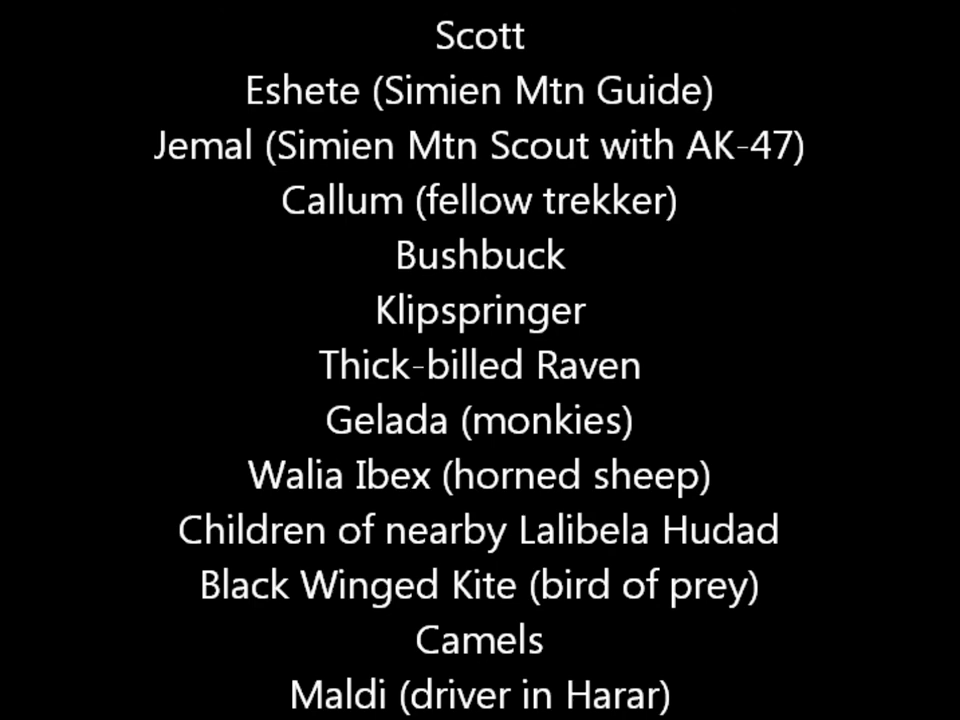 Scott
Eshete (Simien Mtn Guide)
Jemal (Simien Mtn Scout with AK-47)
Callum (fellow trekker)
Bushbuck
Klipspringer
Thick-billed Raven
Gelada (monkies)
Walia Ibex (horned sheep)
Children of nearby Lalibela Hudad
Black Winged Kite (bird of prey)
Camels
Maldi (driver in Harar)